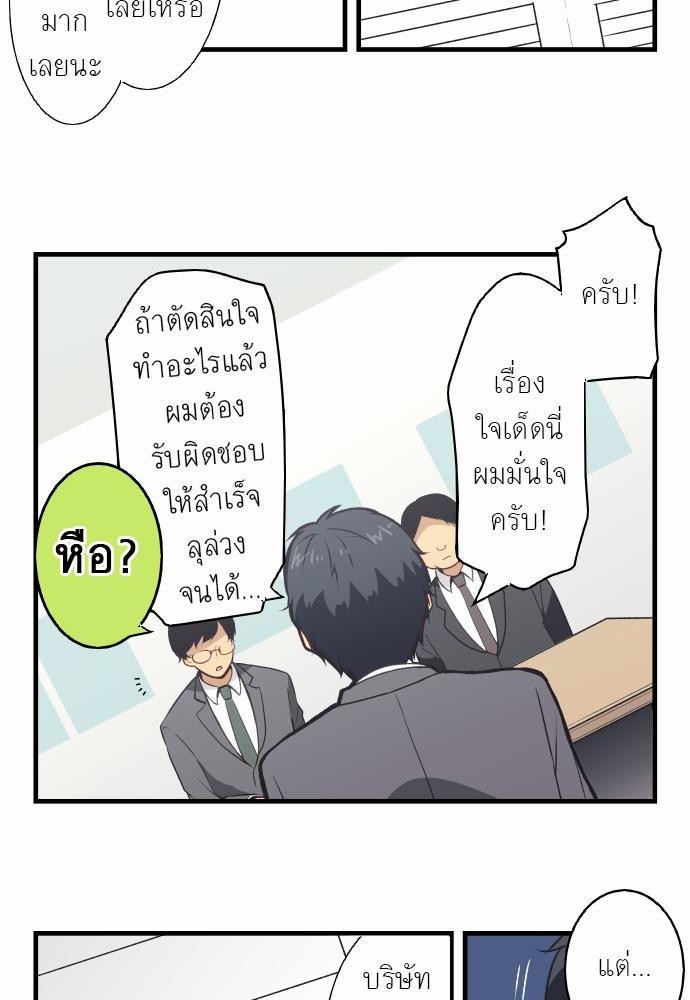 เลยเหรอ
มาก
เลยนะ
ครับ!
เรื่อง
ใจเด็ดนี่
ผมมั่นใจ
ครับ!
ถ้าตัดสินใจ
ทำอะไรแล้ว
ผมต้อง
รับผิดชอบ
ให้สำเร็จ
ลุล่วง
จนได้...
หือ?
บริษัท
แต่...